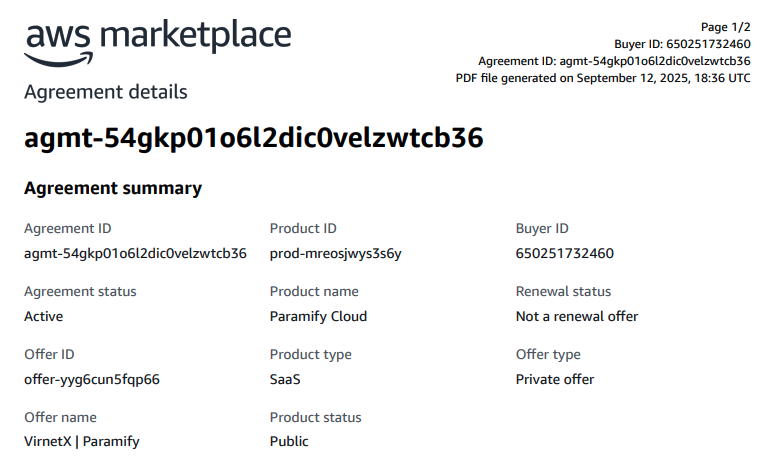 aws marketplace
Page 1/2
Buyer ID: 650251732460
Agreement ID: agmt-54gkp01o6l2dic0velzwtcb36
PDF file generated on September 12, 2025, 18:36 UTC
Agreement details
agmt-54gkp01o6l2dic0velzwtcb36
Agreement summary
Agreement ID Product ID Buyer ID
agmt-54gkp01o6l2dic0velzwtcb36 prod-mreosjwys3s6y 650251732460
Agreement status Product name Renewal status
Active Paramify Cloud Not a renewal offer
Offer ID Product type Offer type
offer-yyg6cun5fqp66 SaaS Private offer
Offer name Product status
VirnetX | Paramify Public